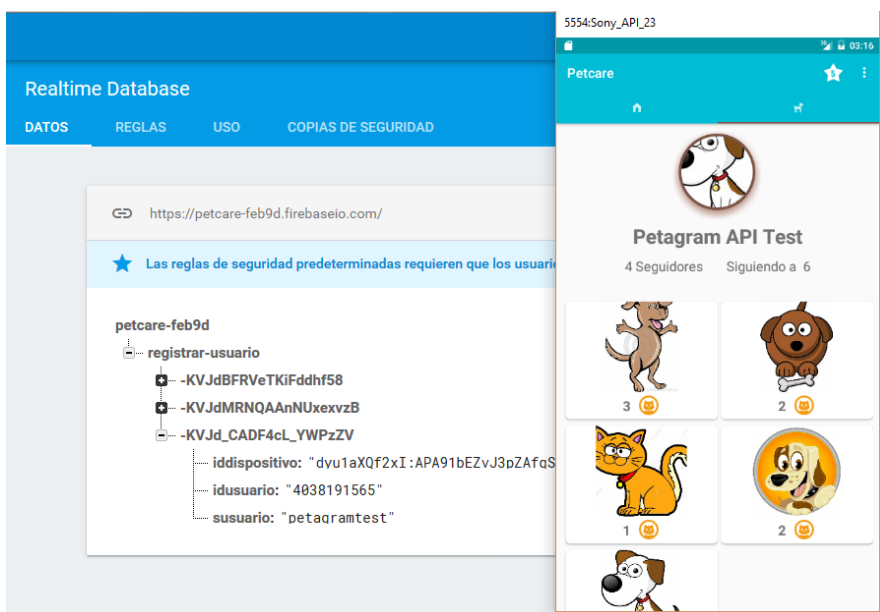 Realtime Database
DATOS REGLAS USO COPIAS DE SEGURIDAD
https://petcare-feb9d.firebaseio.com/
Las reglas de seguridad predeterminadas requieren que los usuari
petcare-feb9d
registrar-usuario
-KVJdBFRVeTKiFddhf58
-KVJdMRNQAAnNUxexvzB
-KVJd_CADF4cL_YWPzZV
iddispositivo: "dyu1aXQf2xI:APA91bEZvJ3pZAfqS
idusuario: "4038191565"
susuario: "petagramtest"
5554:Sony_API_23
03:16
Petcare
5
Petagram API Test
4 Seguidores Siguiendo a 6
3 2
1 2